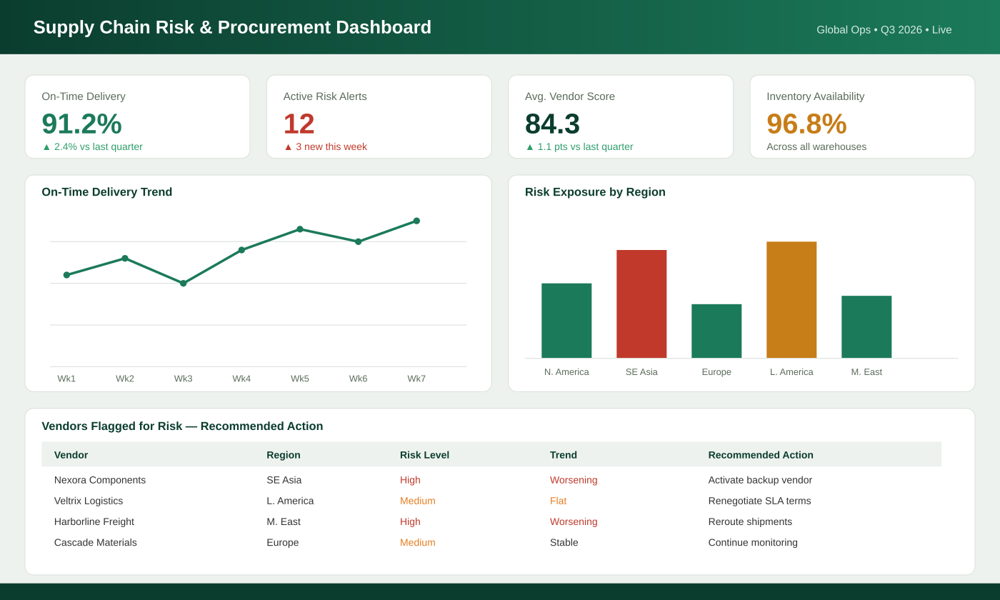 Supply Chain Risk & Procurement Dashboard
Global Ops • Q3 2026 • Live
On-Time Delivery
91.2%
▲ 2.4% vs last quarter
Active Risk Alerts
12
▲ 3 new this week
Avg. Vendor Score
84.3
▲ 1.1 pts vs last quarter
Inventory Availability
96.8%
Across all warehouses
On-Time Delivery Trend
Wk1 Wk2 Wk3 Wk4 Wk5 Wk6 Wk7
Risk Exposure by Region
N. America SE Asia Europe L. America M. East
Vendors Flagged for Risk — Recommended Action
Vendor Region Risk Level Trend Recommended Action
Nexora Components SE Asia High Worsening Activate backup vendor
Veltrix Logistics L. America Medium Flat Renegotiate SLA terms
Harborline Freight M. East High Worsening Reroute shipments
Cascade Materials Europe Medium Stable Continue monitoring